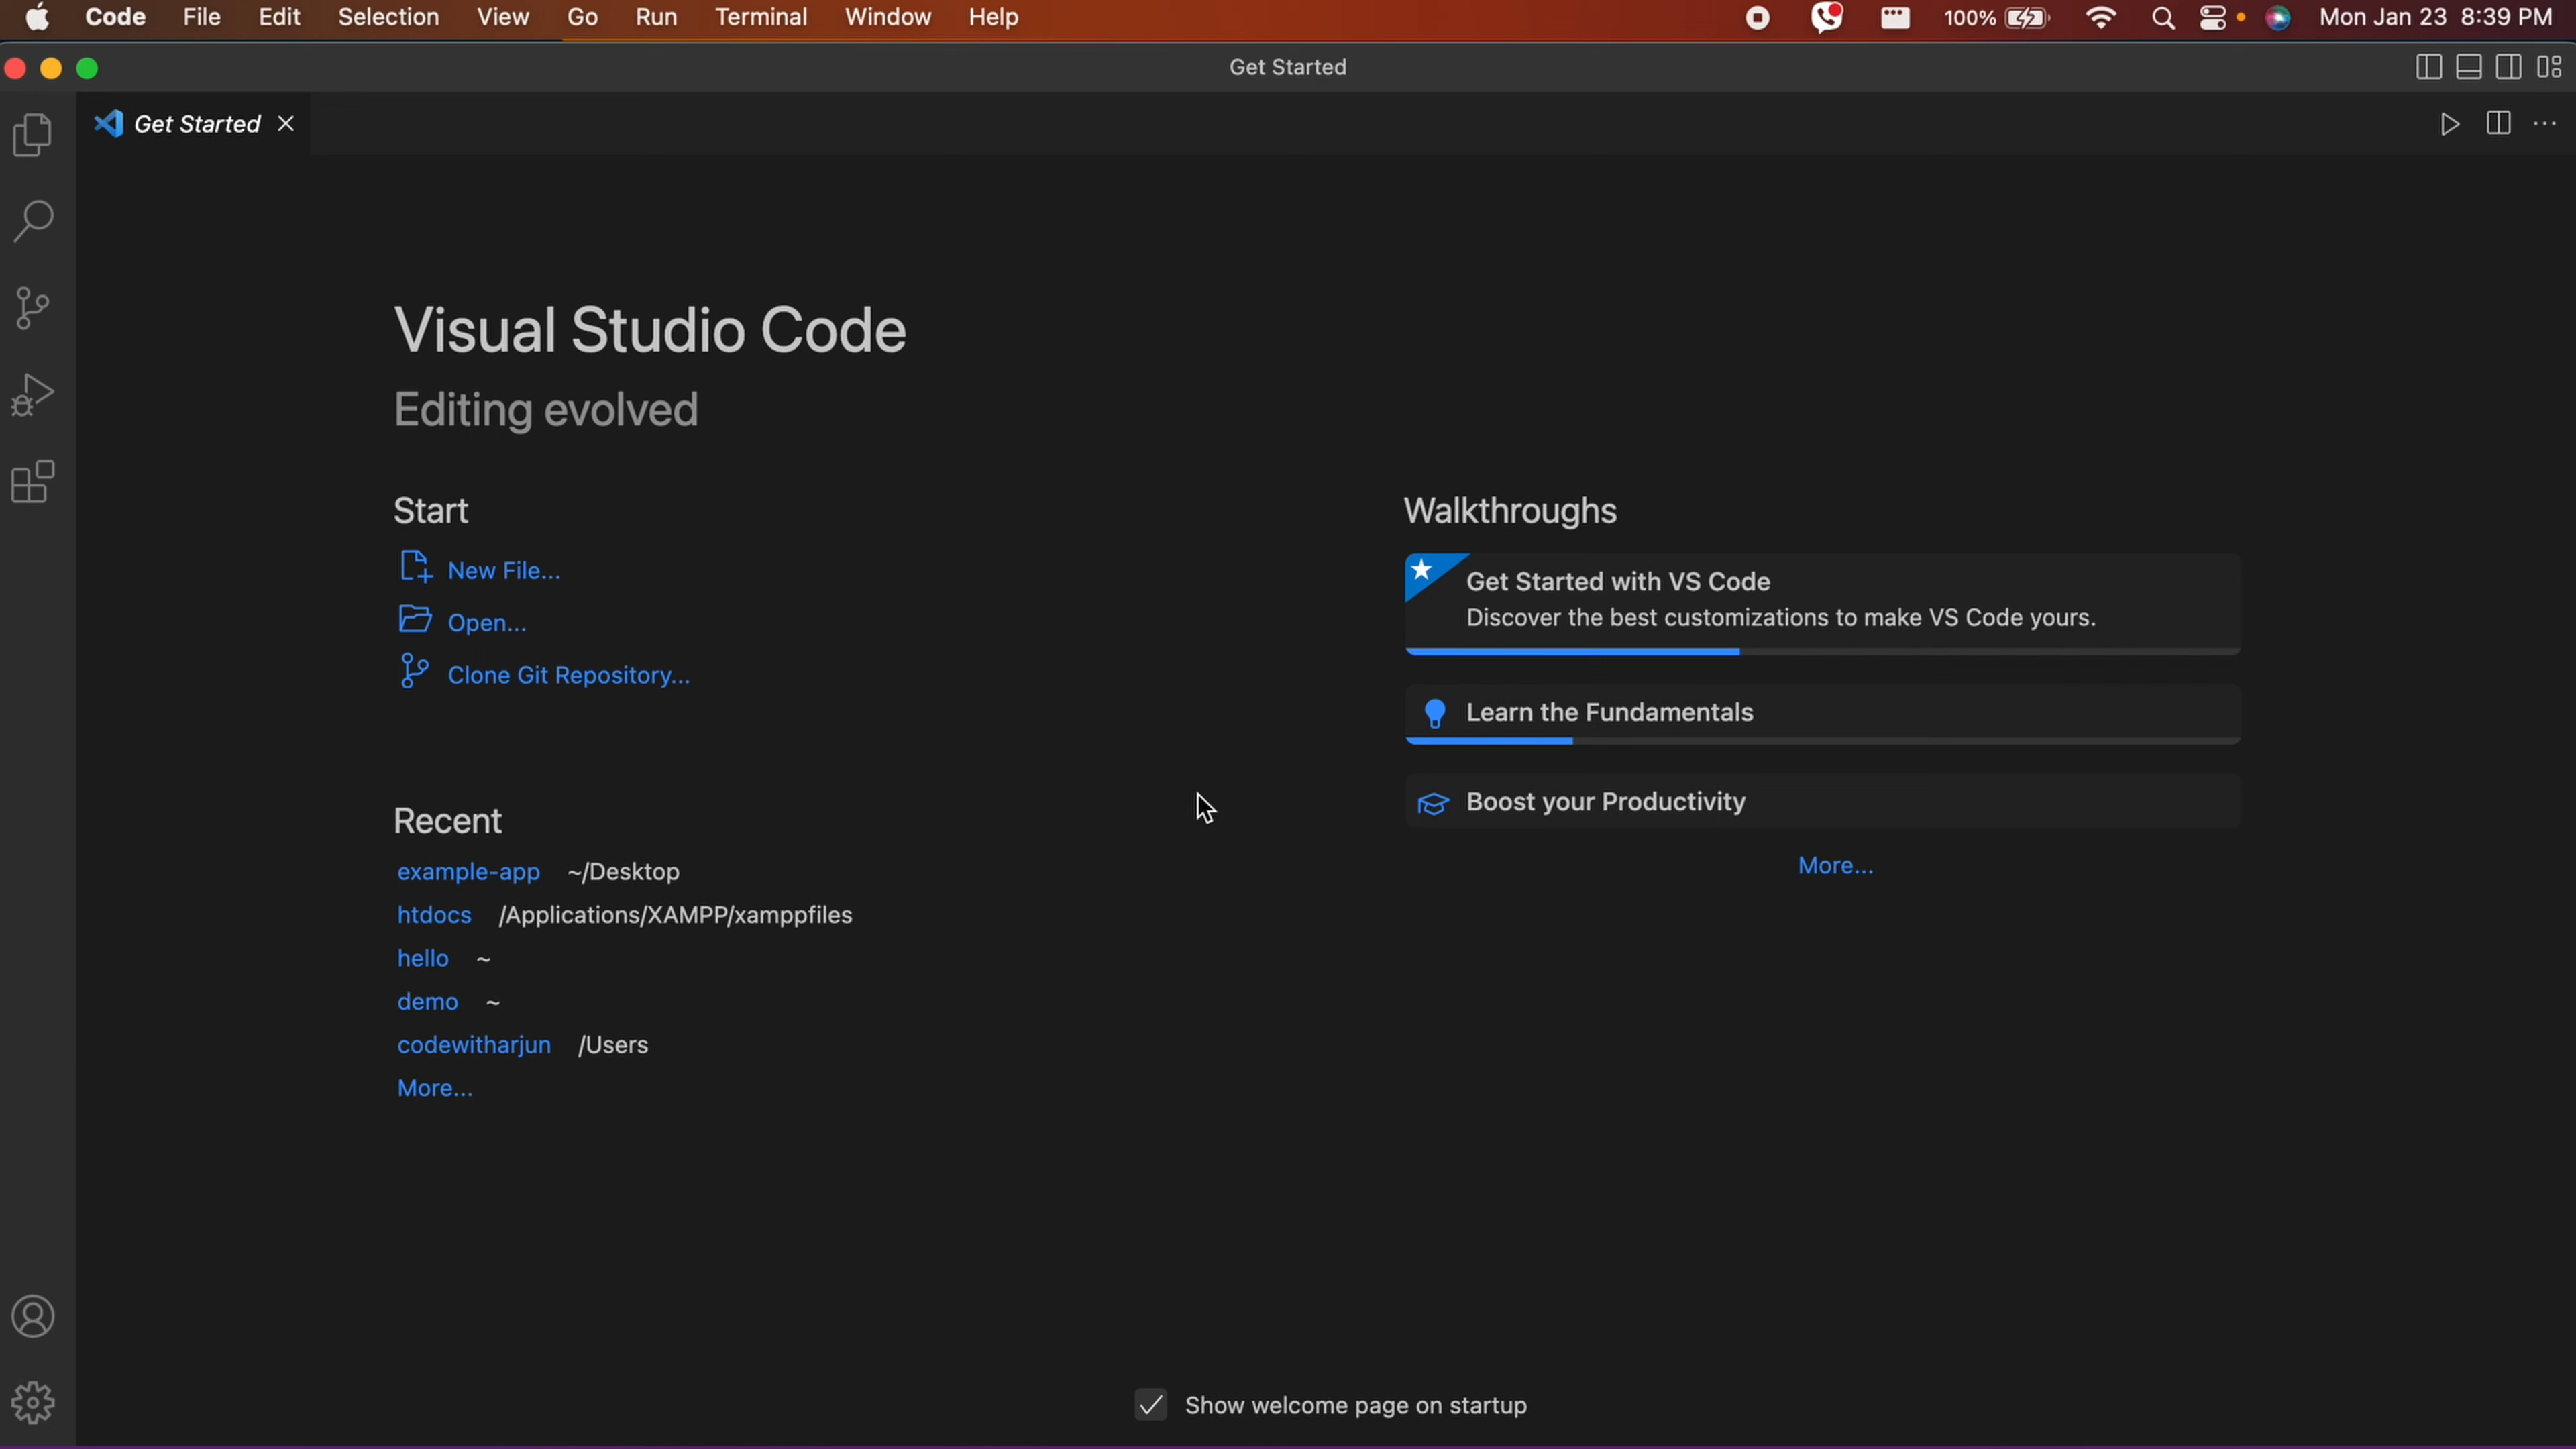 Code File Edit Selection View Go Run Terminal Window Help 100% Mon Jan 23 8:39 PM
Get Started
Get Started
Visual Studio Code
Editing evolved
Start
New File...
Open...
Clone Git Repository...
Recent
example-app ~/Desktop
htdocs /Applications/XAMPP/xamppfiles
hello ~
demo ~
codewitharjun /Users
More...
Walkthroughs
Get Started with VS Code
Discover the best customizations to make VS Code yours.
Learn the Fundamentals
Boost your Productivity
More...
Show welcome page on startup